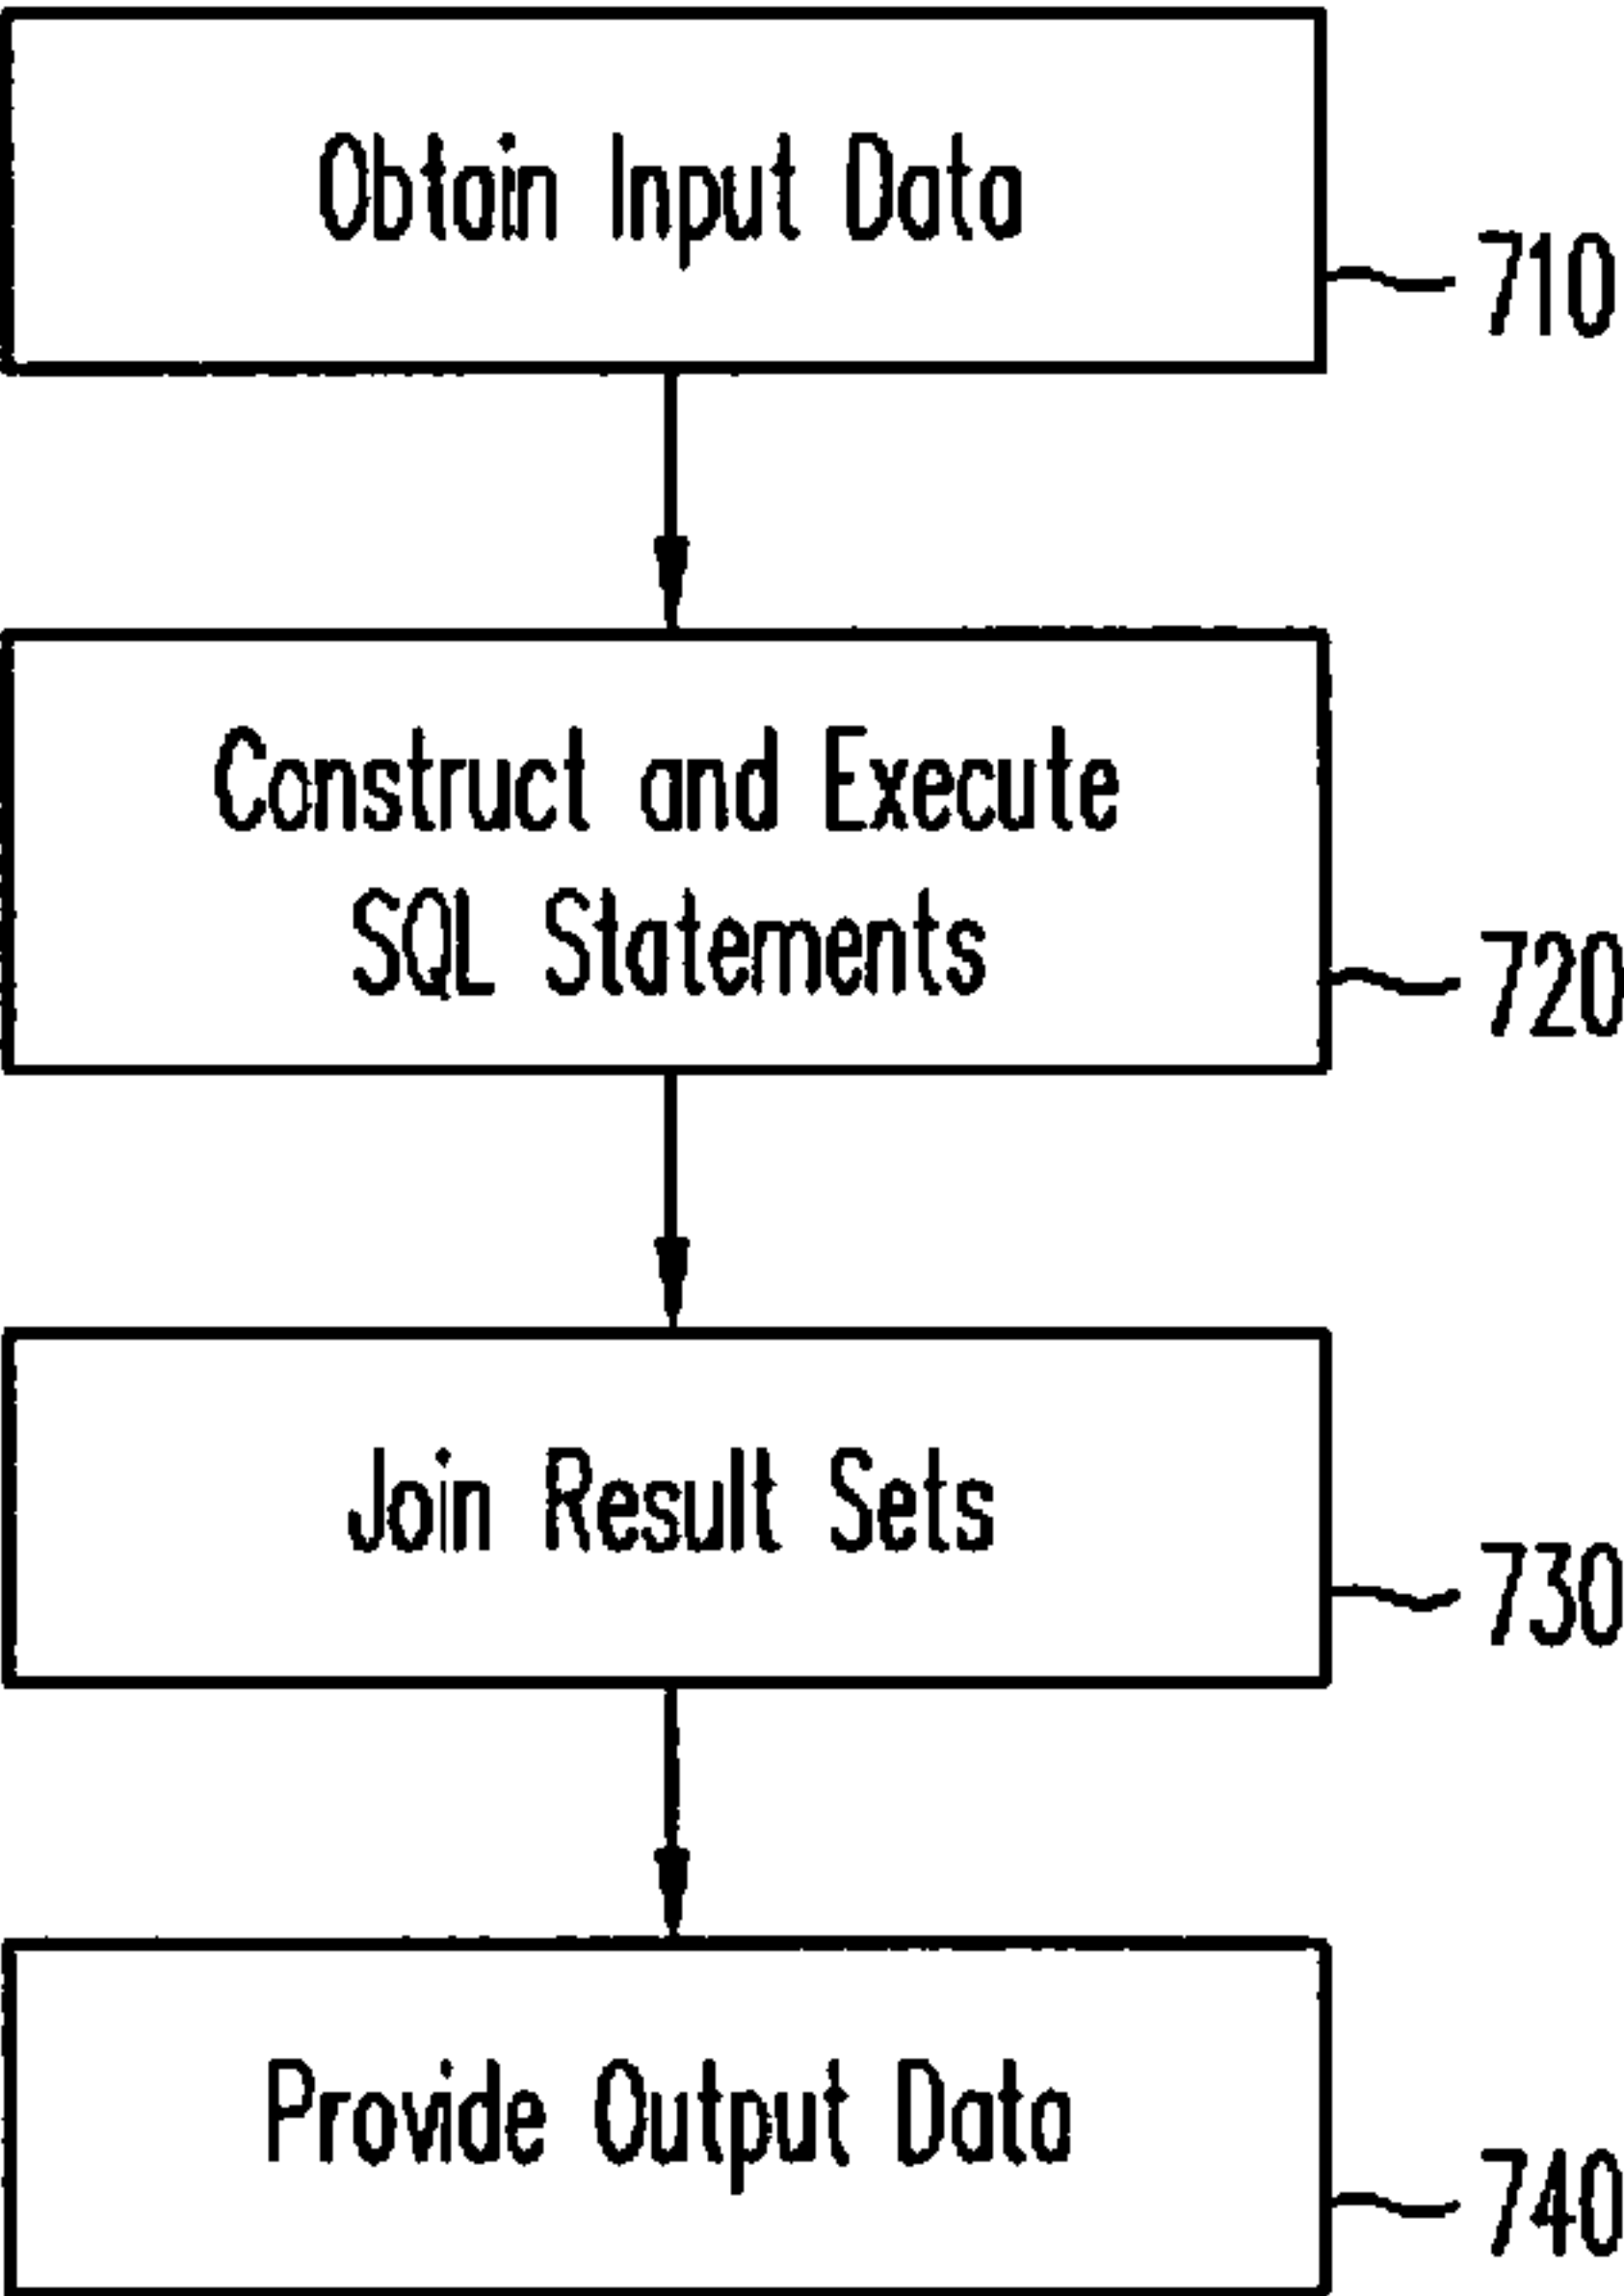 Obtain Input Data
710
Construct and Execute
SQL Statements
720
Join Result Sets
730
Provide Output Data
740